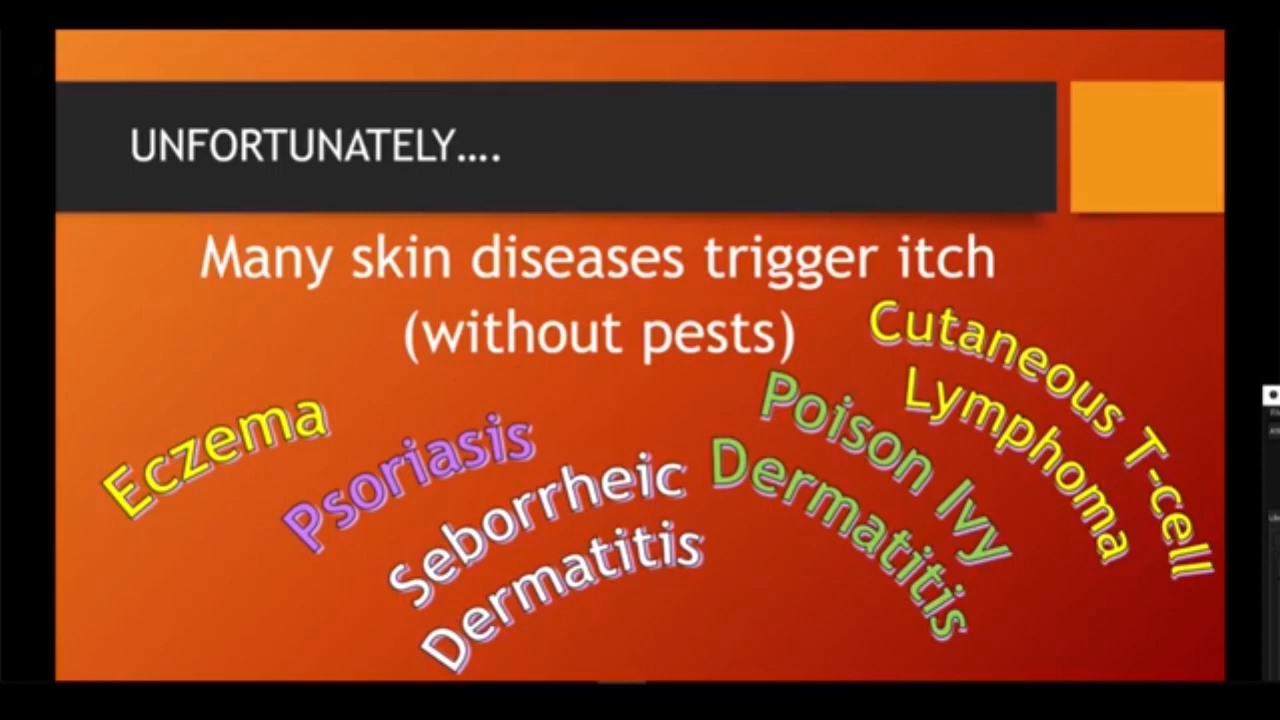 UNFORTUNATELY....
Many skin diseases trigger itch
(without pests)
Eczema
Psoriasis
Seborrheic
Dermatitis
Poison Ivy
Dermatitis
Cutaneous T-cell
Lymphoma